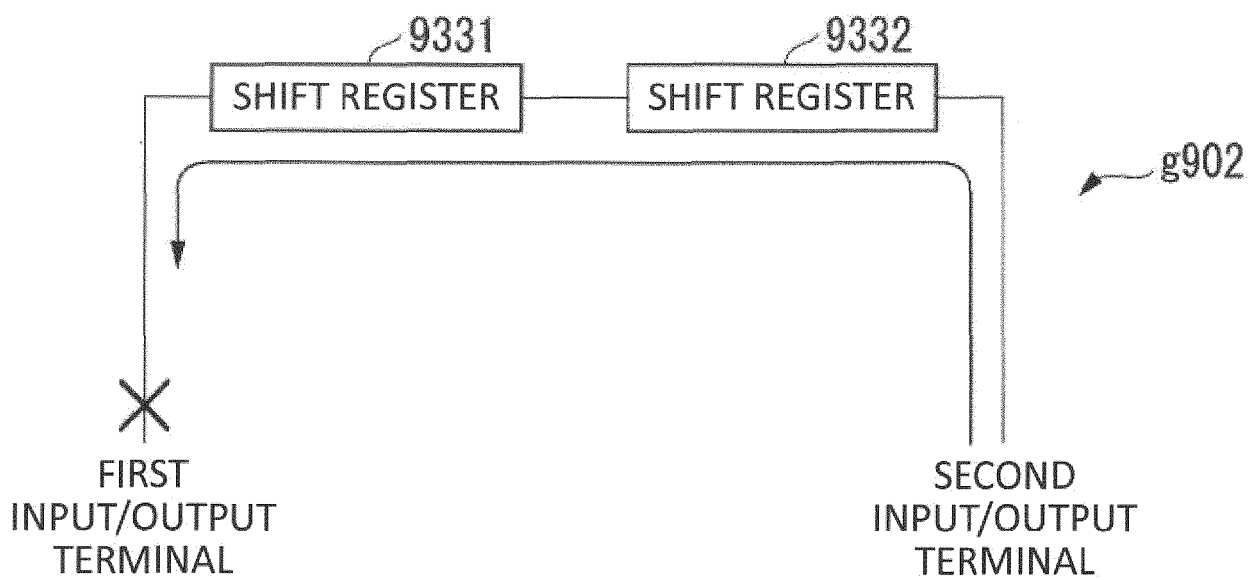 9331
9332
SHIFT REGISTER
SHIFT REGISTER
g902
FIRST
INPUT/OUTPUT
TERMINAL
SECOND
INPUT/OUTPUT
TERMINAL